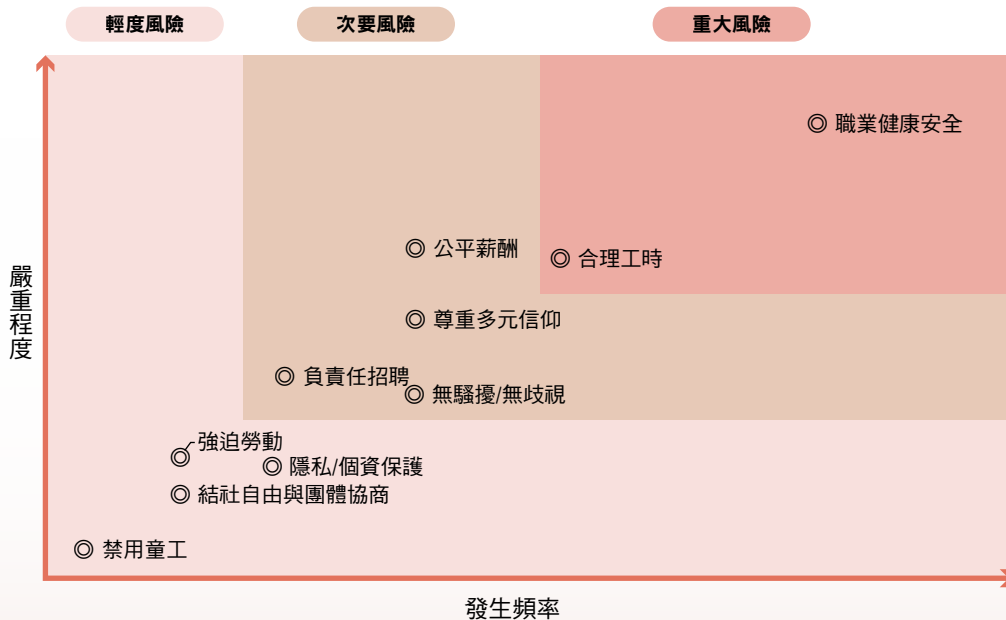 輕度風險
次要風險
重大風險
嚴重程度
◎ 職業健康安全
◎ 公平薪酬
◎ 合理工時
◎ 尊重多元信仰
◎ 負責任招聘
◎ 無騷擾/無歧視
◎ 強迫勞動
◎ 隱私/個資保護
◎ 結社自由與團體協商
◎ 禁用童工
發生頻率